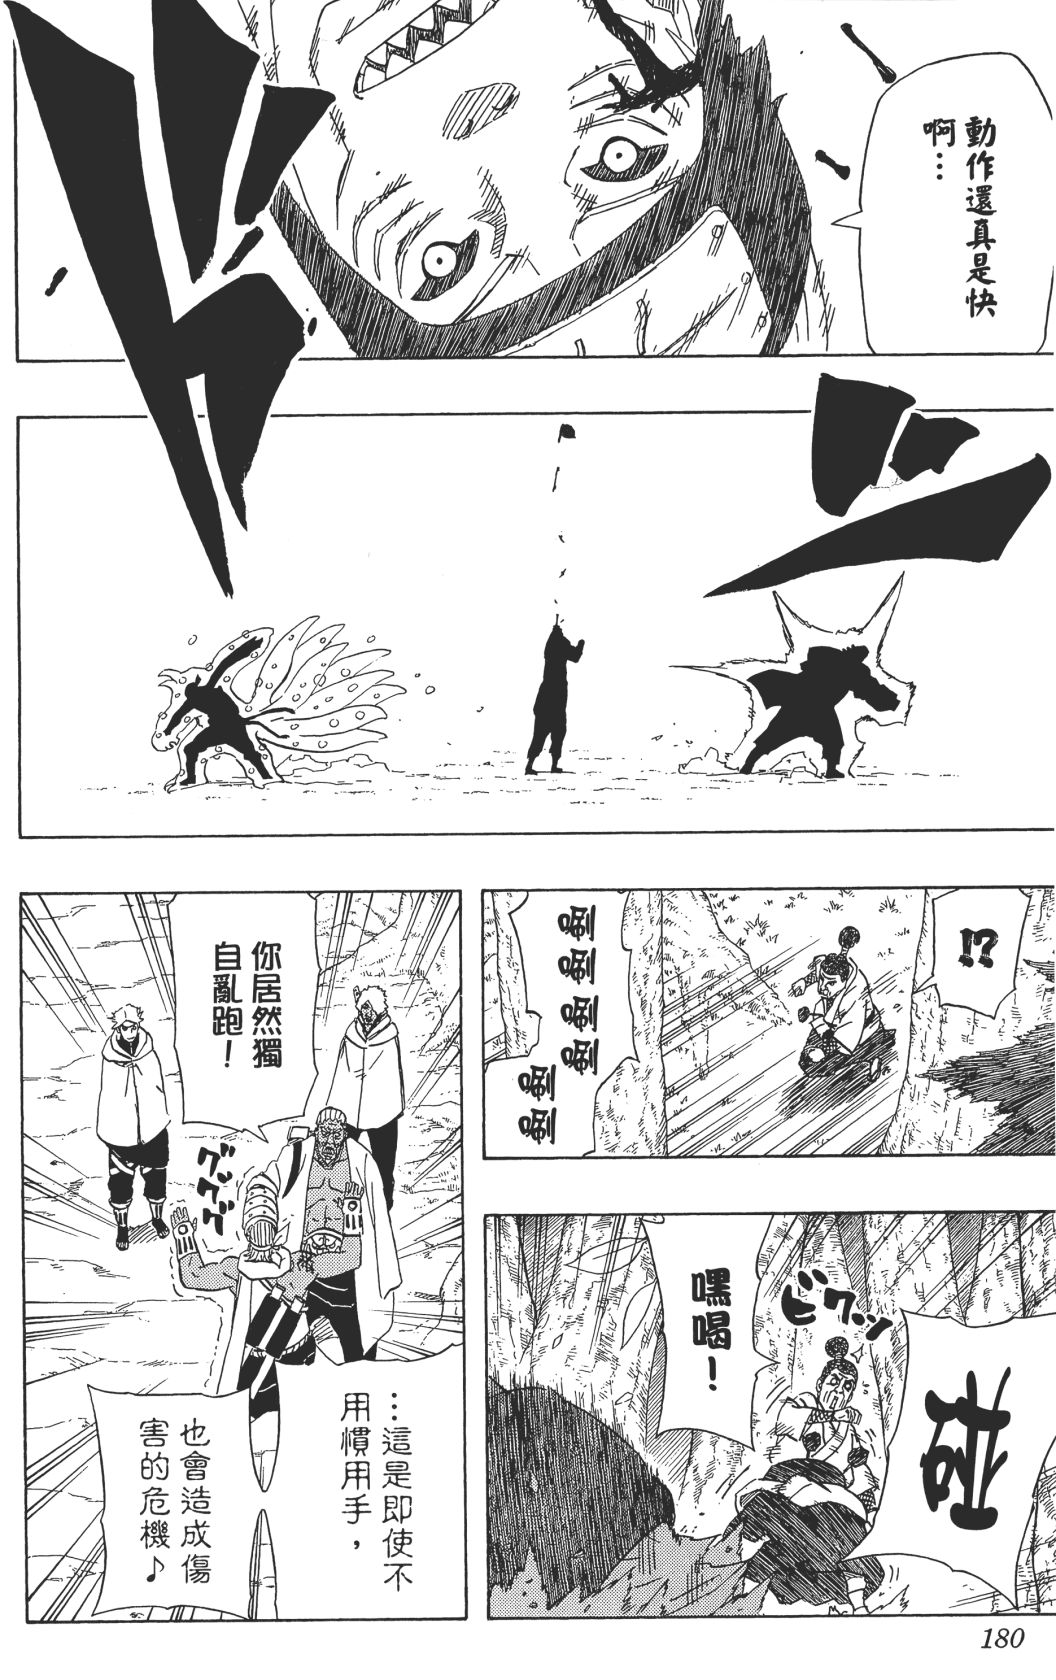 動作還真是快
啊…
!?
唰唰唰唰
唰唰
ビクッ
嘿喝！
你居然獨
自亂跑！
ググググ
…這是即使不
用慣用手，
也會造成傷
害的危機♪
180